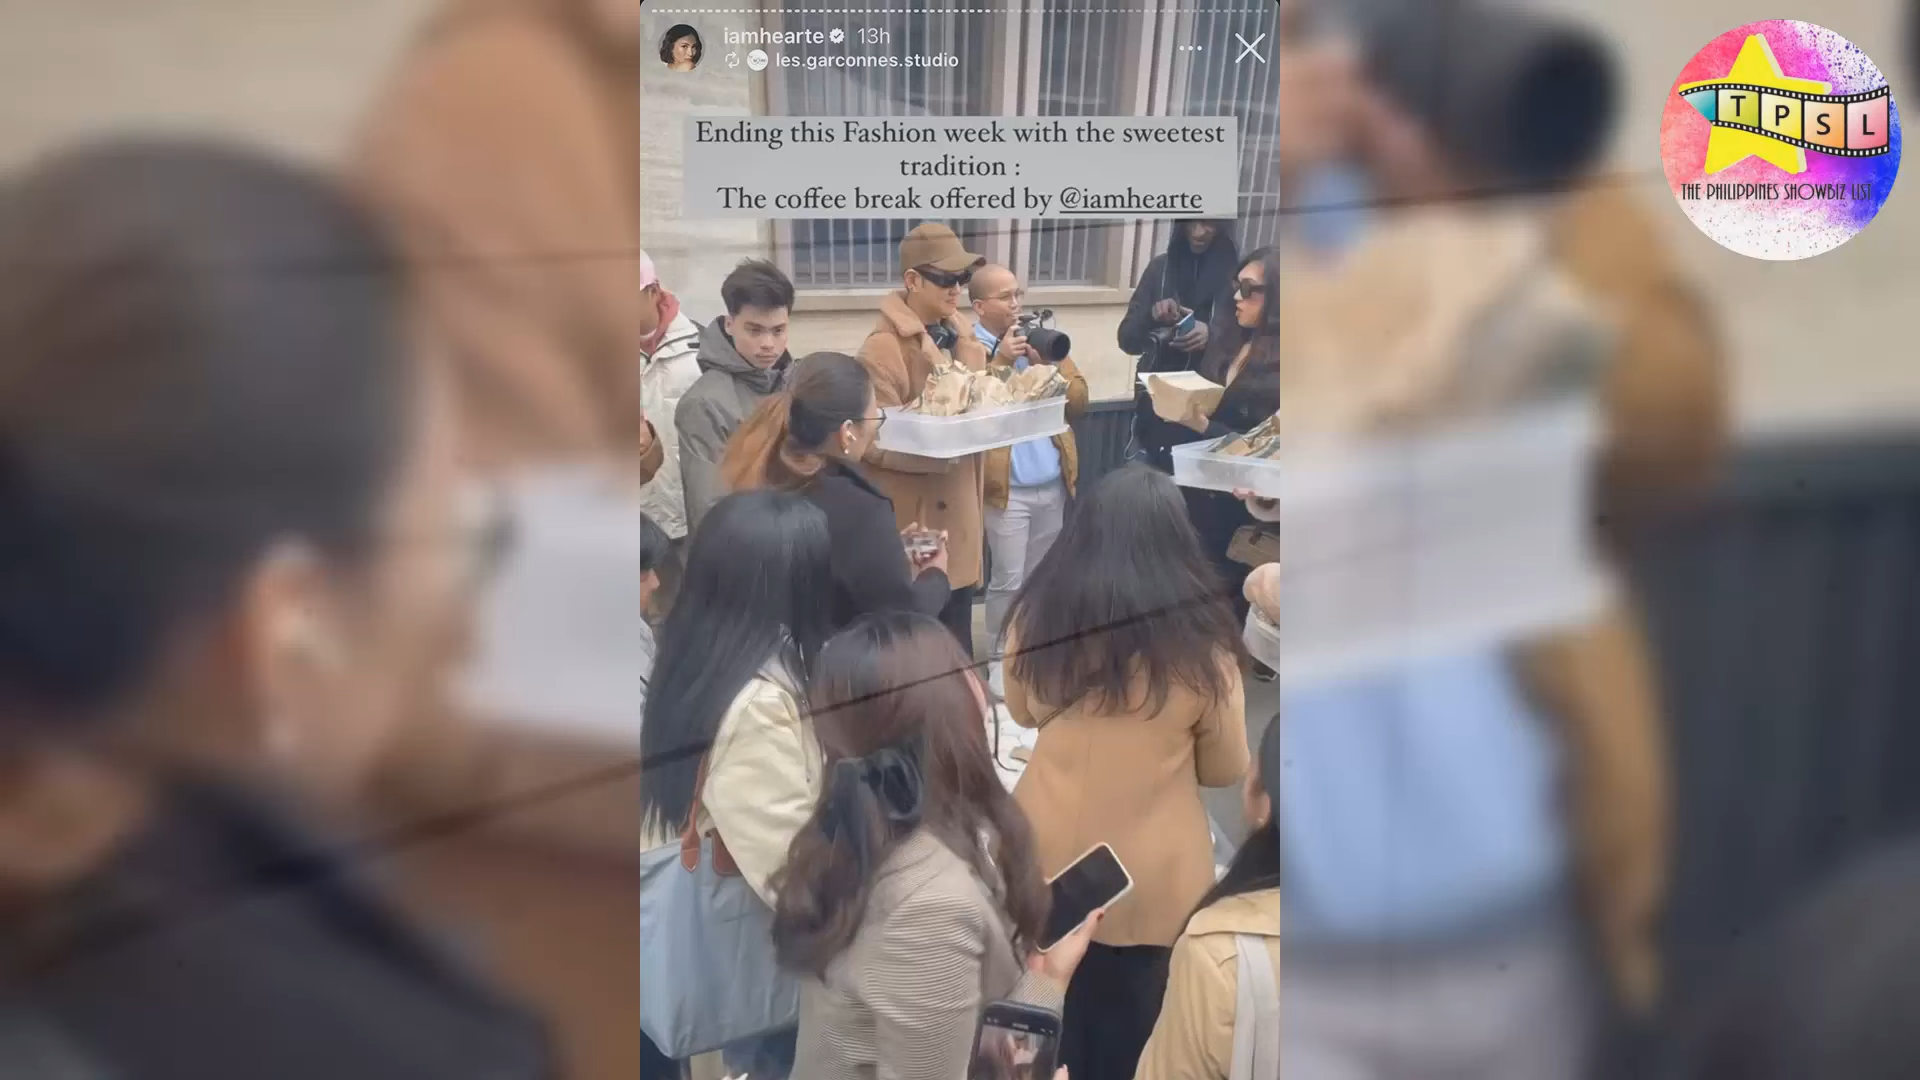 iamhearte 13h
les.garconnes.studio
Ending this Fashion week with the sweetest
tradition :
The coffee break offered by @iamhearte
T P S L
THE PHILIPPINES SHOWBIZ LIST